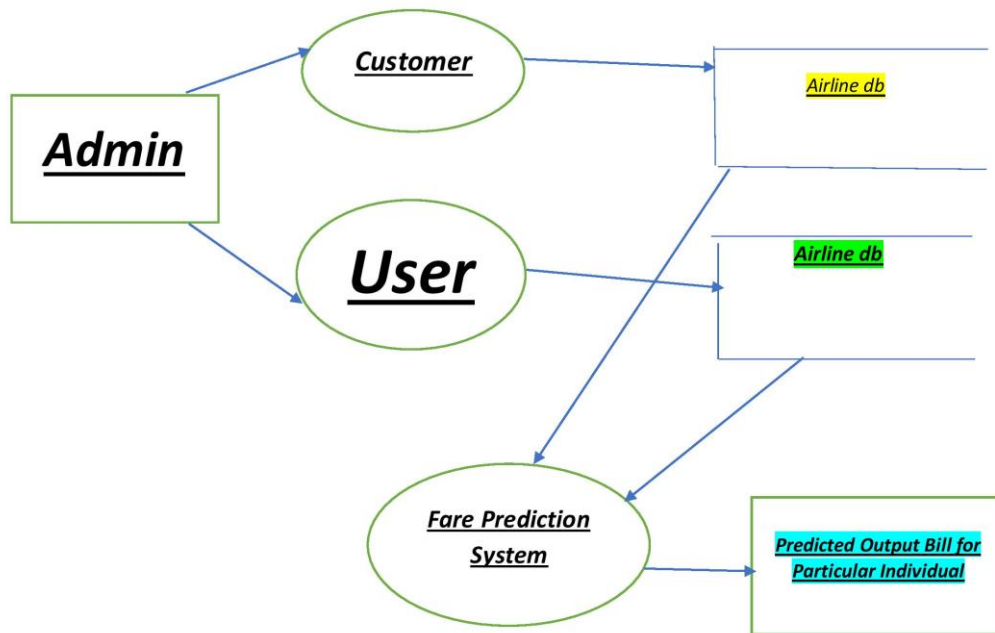 Customer
Airline db
Admin
User
Airline db
Fare Prediction
System
Predicted Output Bill for
Particular Individual